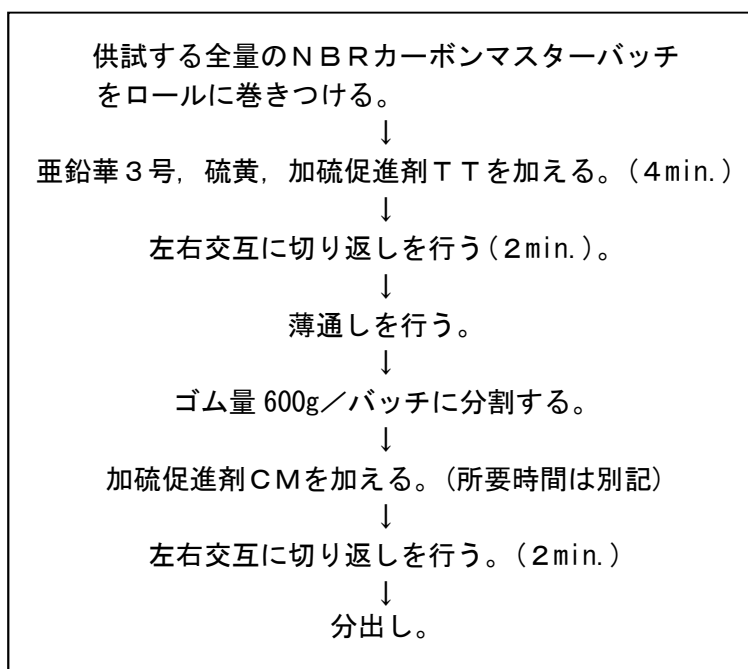 供試する全量のＮＢＲカーボンマスターバッチ
をロールに巻きつける。
↓
亜鉛華３号，硫黄，加硫促進剤ＴＴを加える。(４min.)
↓
左右交互に切り返しを行う(２min.)。
↓
薄通しを行う。
↓
ゴム量 600g／バッチに分割する。
↓
加硫促進剤ＣＭを加える。(所要時間は別記)
↓
左右交互に切り返しを行う。(２min.)
↓
分出し。